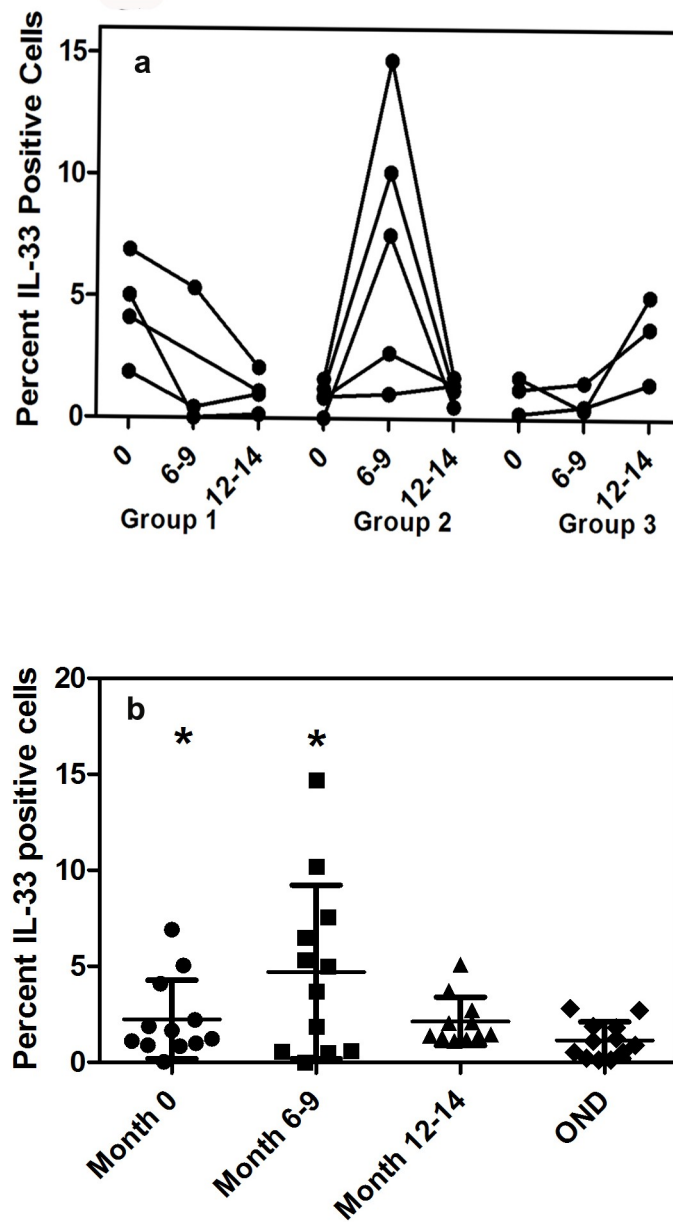 Percent IL-33 Positive Cells
a
15
10
5
0
0
6-9
12-14
0
6-9
12-14
0
6-9
12-14
Group 1
Group 2
Group 3
Percent IL-33 positive cells
b
20
15
10
5
0
*
*
Month 0
Month 6-9
Month 12-14
OND